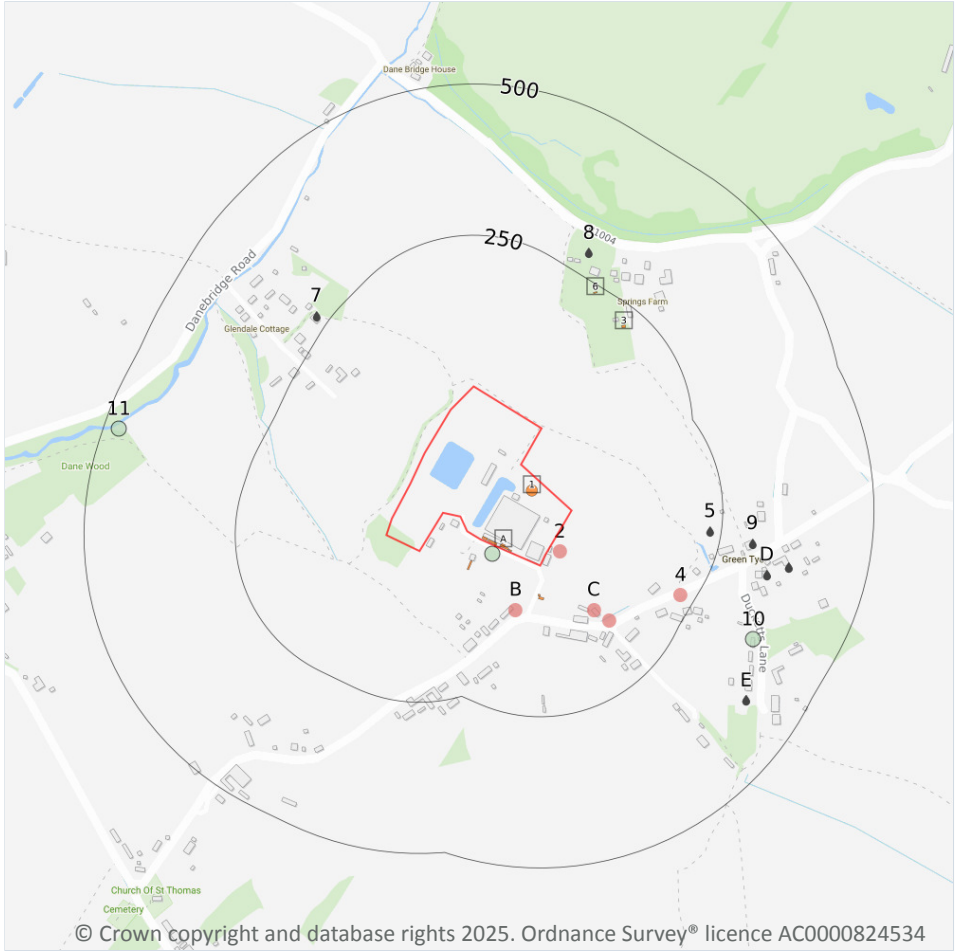 Dane Bridge House
500
8
1004
250
6
Danebridge Road
7
Springs Farm
3
Glendale Cottage
11
Dane Wood
1
5
9
A
2
Green Tye
D
4
B
C
10
Lane
E
Church Of St Thomas
Cemetery
© Crown copyright and database rights 2025. Ordnance Survey® licence AC0000824534